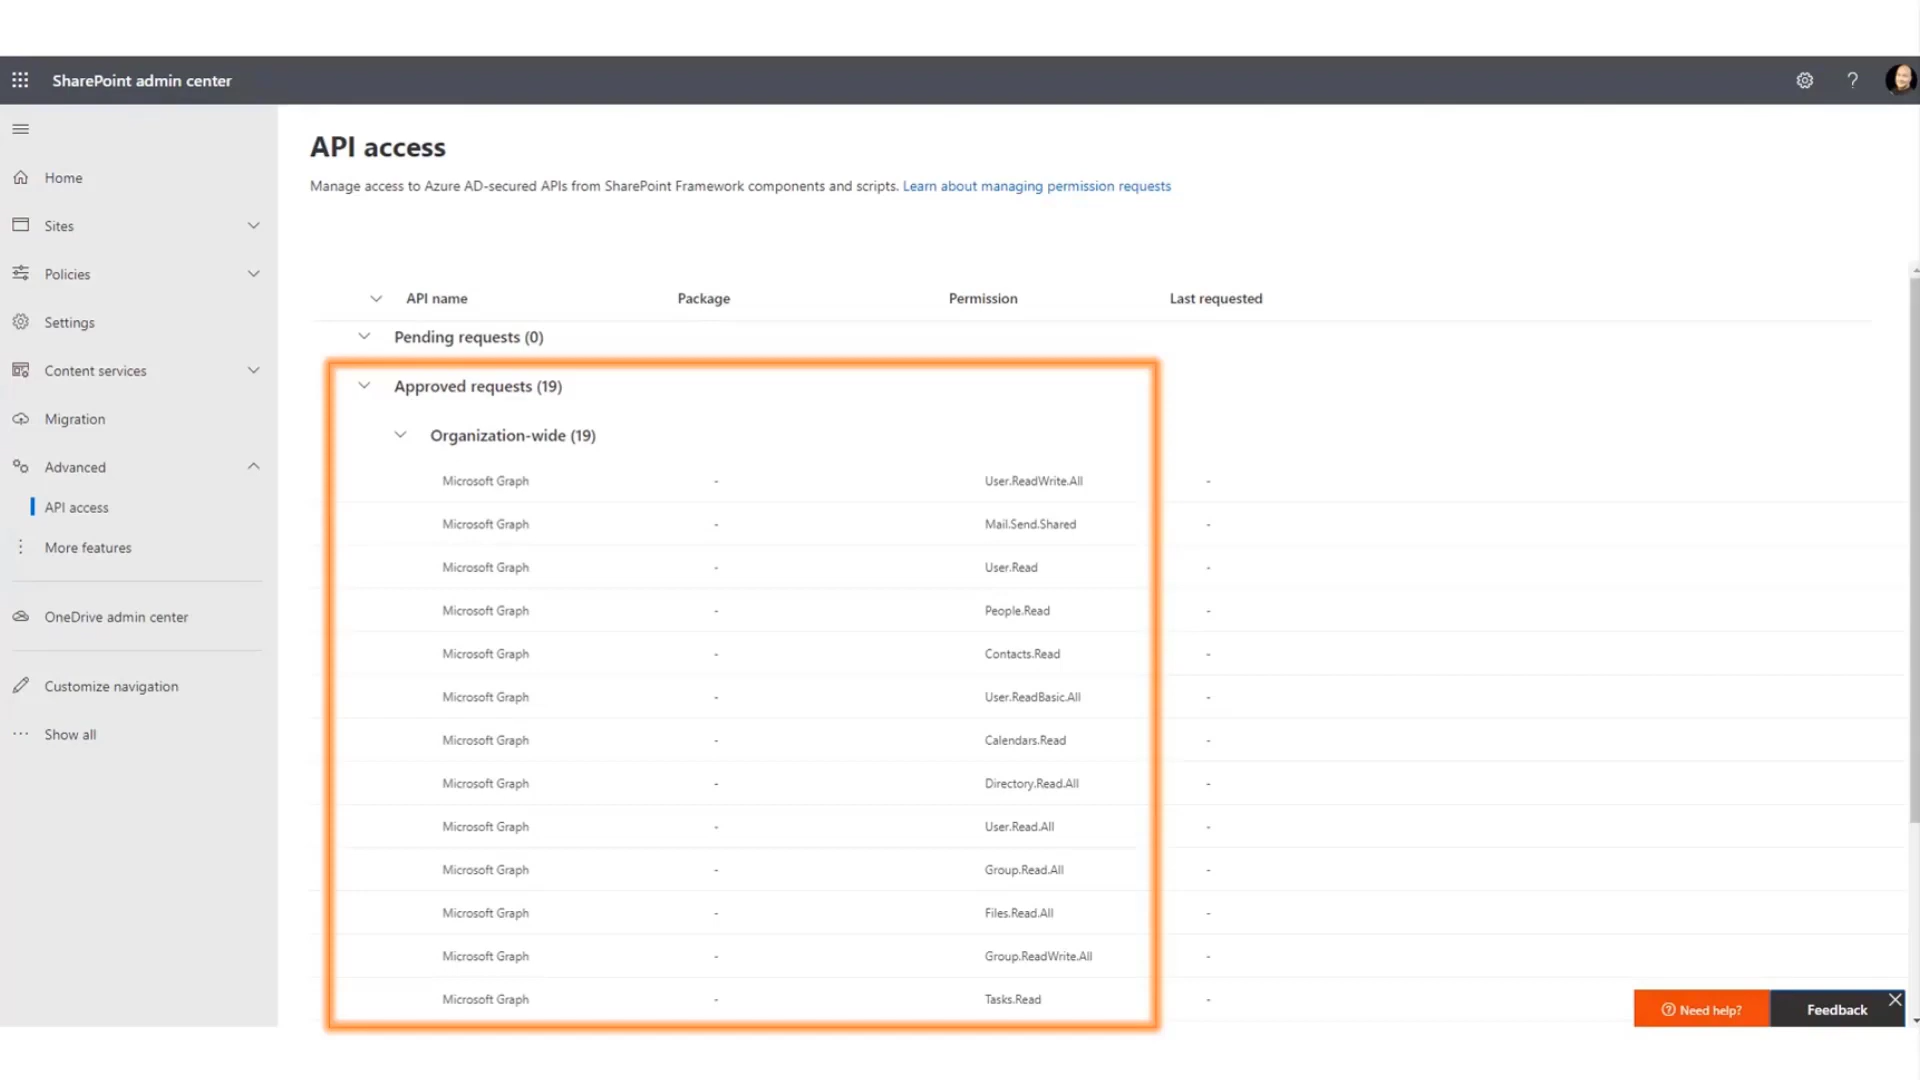 SharePoint admin center
?
API access
Manage access to Azure AD-secured APIs from SharePoint Framework components and scripts. Learn about managing permission requests
Home
Sites
Policies
Settings
Content services
Migration
Advanced
API access
More features
OneDrive admin center
Customize navigation
Show all
API name Package Permission Last requested
Pending requests (0)
Approved requests (19)
Organization-wide (19)
Microsoft Graph - User.ReadWrite.All -
Microsoft Graph - Mail.Send.Shared -
Microsoft Graph - User.Read -
Microsoft Graph - People.Read -
Microsoft Graph - Contacts.Read -
Microsoft Graph - User.ReadBasic.All -
Microsoft Graph - Calendars.Read -
Microsoft Graph - Directory.Read.All -
Microsoft Graph - User.Read.All -
Microsoft Graph - Group.Read.All -
Microsoft Graph - Files.Read.All -
Microsoft Graph - Group.ReadWrite.All -
Microsoft Graph - Tasks.Read -
Need help? Feedback